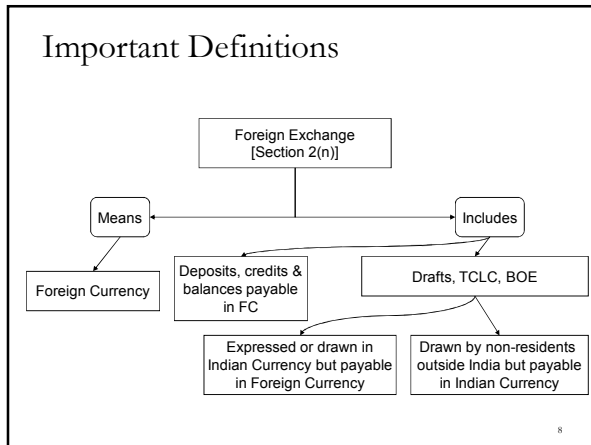 Important Definitions
Foreign Exchange
[Section 2(n)]
Means
Includes
Foreign Currency
Deposits, credits &
balances payable
in FC
Drafts, TCLC, BOE
Expressed or drawn in
Indian Currency but payable
in Foreign Currency
Drawn by non-residents
outside India but payable
in Indian Currency
8